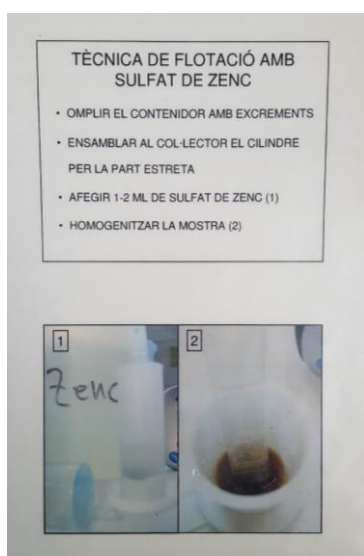 TÈCNICA DE FLOTACIÓ AMB
SULFAT DE ZENC
• OMPLIR EL CONTENIDOR AMB EXCREMENTS
• ENSAMBLAR AL COL·LECTOR EL CILINDRE
PER LA PART ESTRETA
• AFEGIR 1-2 ML DE SULFAT DE ZENC (1)
• HOMOGENITZAR LA MOSTRA (2)
1
2
Zenc